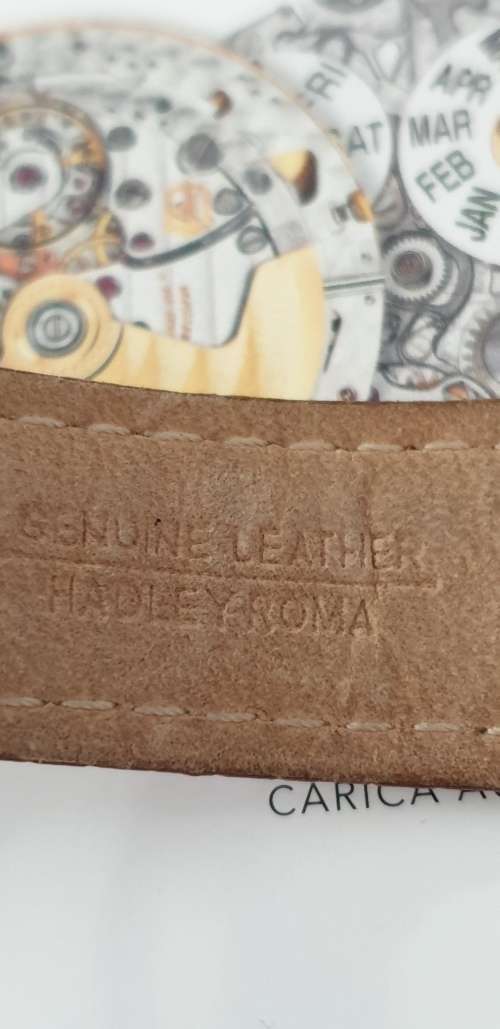 FRI
SAT
APR
MAR
FEB
JAN
GENUINE LEATHER
HADLEY-ROMA
CARICA